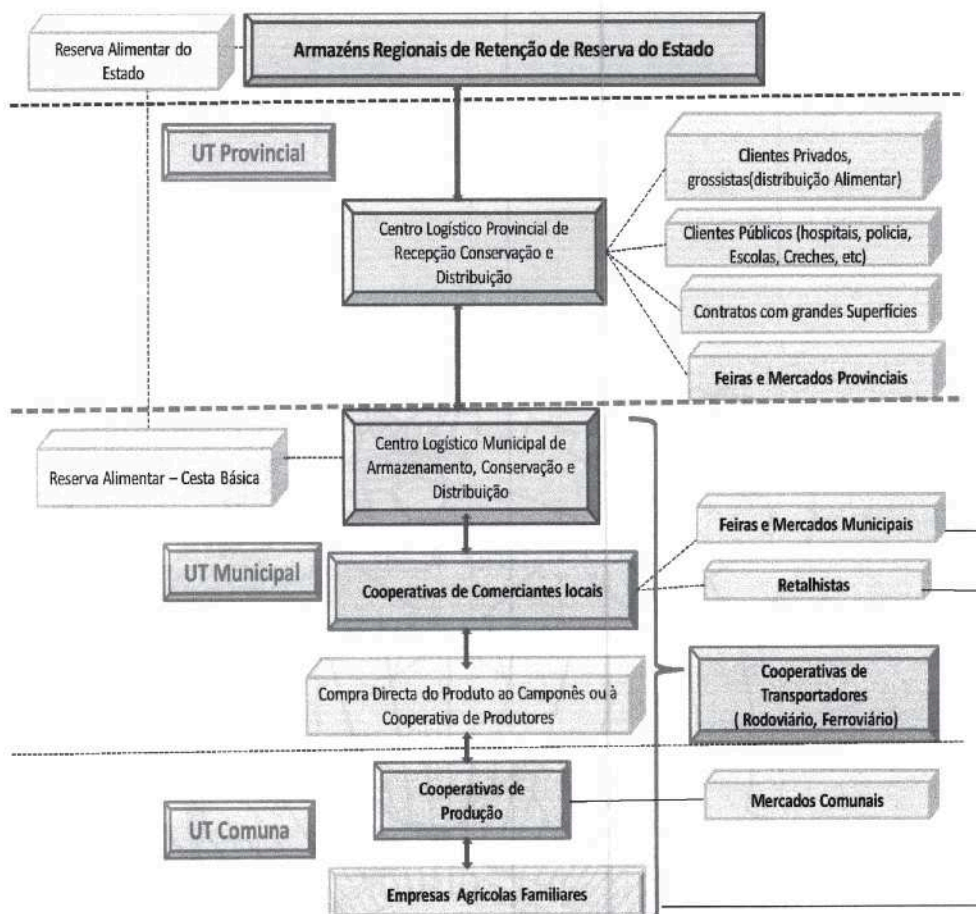 Reserva Alimentar do
Estado
Armazéns Regionais de Retenção de Reserva do Estado
UT Provincial
Clientes Privados,
grossistas(distribuição Alimentar)
Centro Logístico Provincial de
Recepção Conservação e
Distribuição
Clientes Públicos (hospitais, policia,
Escolas, Creches, etc)
Contratos com grandes Superfícies
Feiras e Mercados Provinciais
Centro Logístico Municipal de
Armazenamento, Conservação e
Distribuição
Reserva Alimentar – Cesta Básica
Feiras e Mercados Municipais
UT Municipal
Cooperativas de Comerciantes locais
Retalhistas
Compra Directa do Produto ao Camponês ou à
Cooperativa de Produtores
Cooperativas de
Transportadores
( Rodoviário, Ferroviário)
Cooperativas de
Produção
Mercados Comunais
UT Comuna
Empresas Agrícolas Familiares